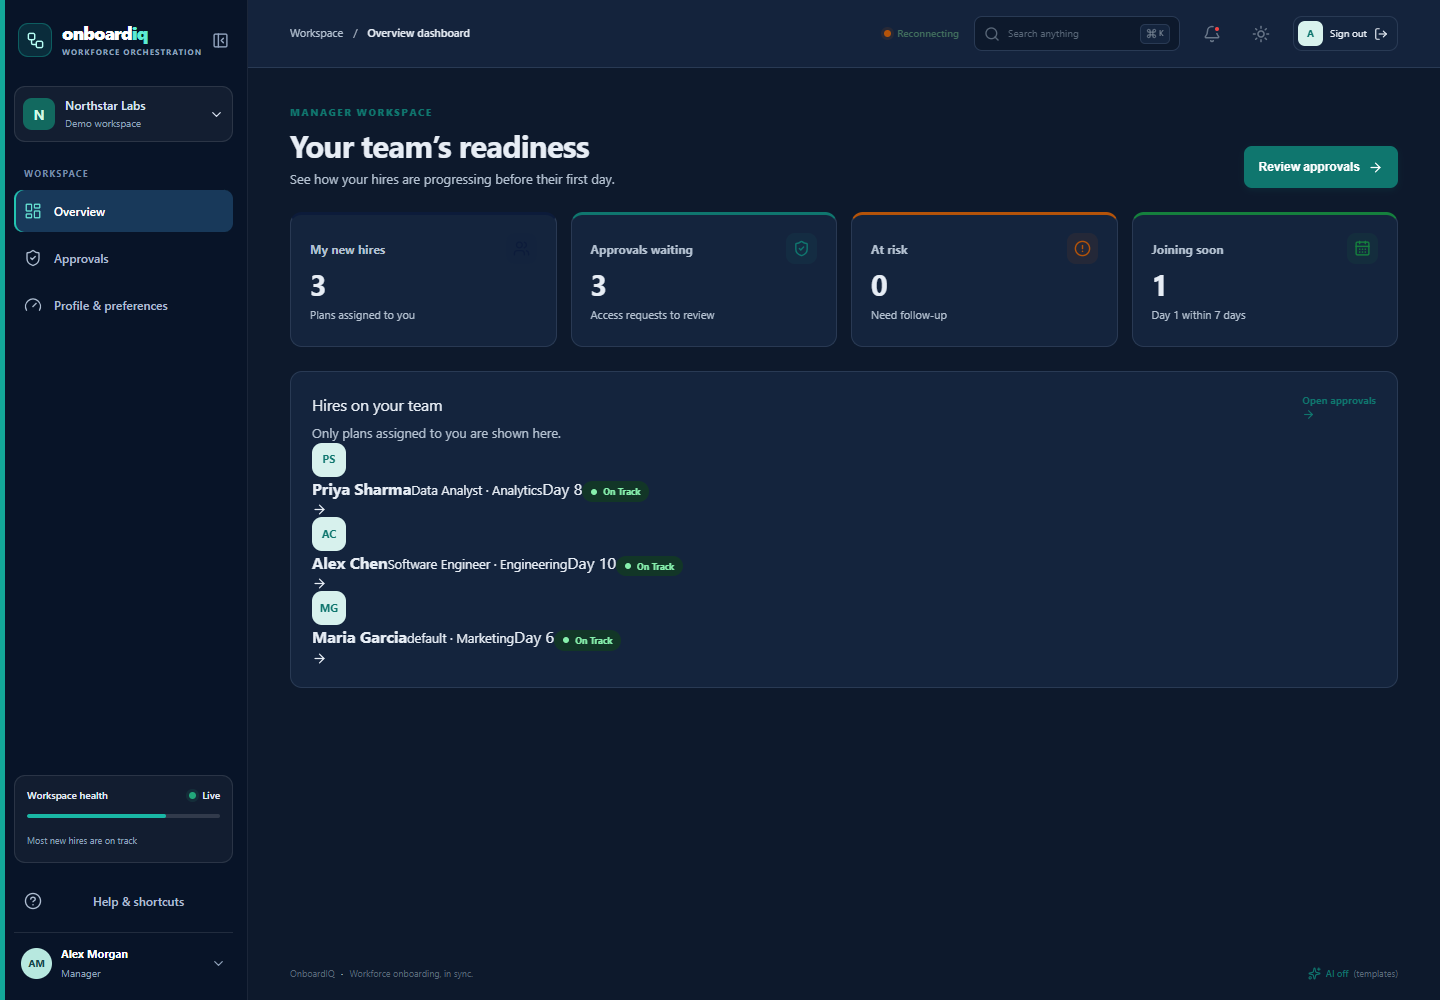 onboardiq
WORKFORCE ORCHESTRATION
N
Northstar Labs
Demo workspace
WORKSPACE
Overview
Approvals
Profile & preferences
Workspace health
Live
Most new hires are on track
Help & shortcuts
AM
Alex Morgan
Manager
Workspace / Overview dashboard
Reconnecting
Search anything
⌘ K
A
Sign out
MANAGER WORKSPACE
Your team’s readiness
See how your hires are progressing before their first day.
Review approvals →
My new hires
3
Plans assigned to you
Approvals waiting
3
Access requests to review
At risk
0
Need follow-up
Joining soon
1
Day 1 within 7 days
Hires on your team
Only plans assigned to you are shown here.
Open approvals
→
PS
Priya SharmaData Analyst · AnalyticsDay 8 On Track
→
AC
Alex ChenSoftware Engineer · EngineeringDay 10 On Track
→
MG
Maria Garciadefault · MarketingDay 6 On Track
→
OnboardIQ · Workforce onboarding, in sync.
AI off (templates)